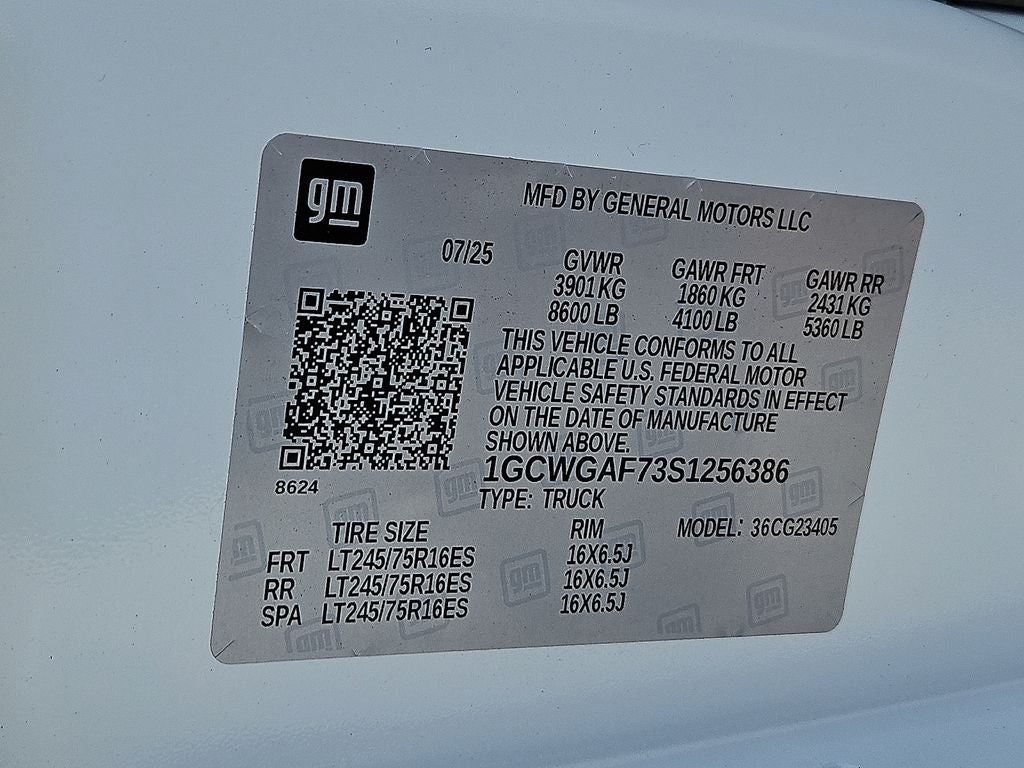 gm
MFD BY GENERAL MOTORS LLC
07/25
GVWR GAWR FRT GAWR RR
3901 KG 1860 KG 2431 KG
8600 LB 4100 LB 5360 LB
THIS VEHICLE CONFORMS TO ALL
APPLICABLE U.S. FEDERAL MOTOR
VEHICLE SAFETY STANDARDS IN EFFECT
ON THE DATE OF MANUFACTURE
SHOWN ABOVE.
1GCWGAF73S1256386
8624
TYPE: TRUCK
TIRE SIZE RIM MODEL: 36CG23405
FRT LT245/75R16ES 16X6.5J
RR LT245/75R16ES 16X6.5J
SPA LT245/75R16ES 16X6.5J